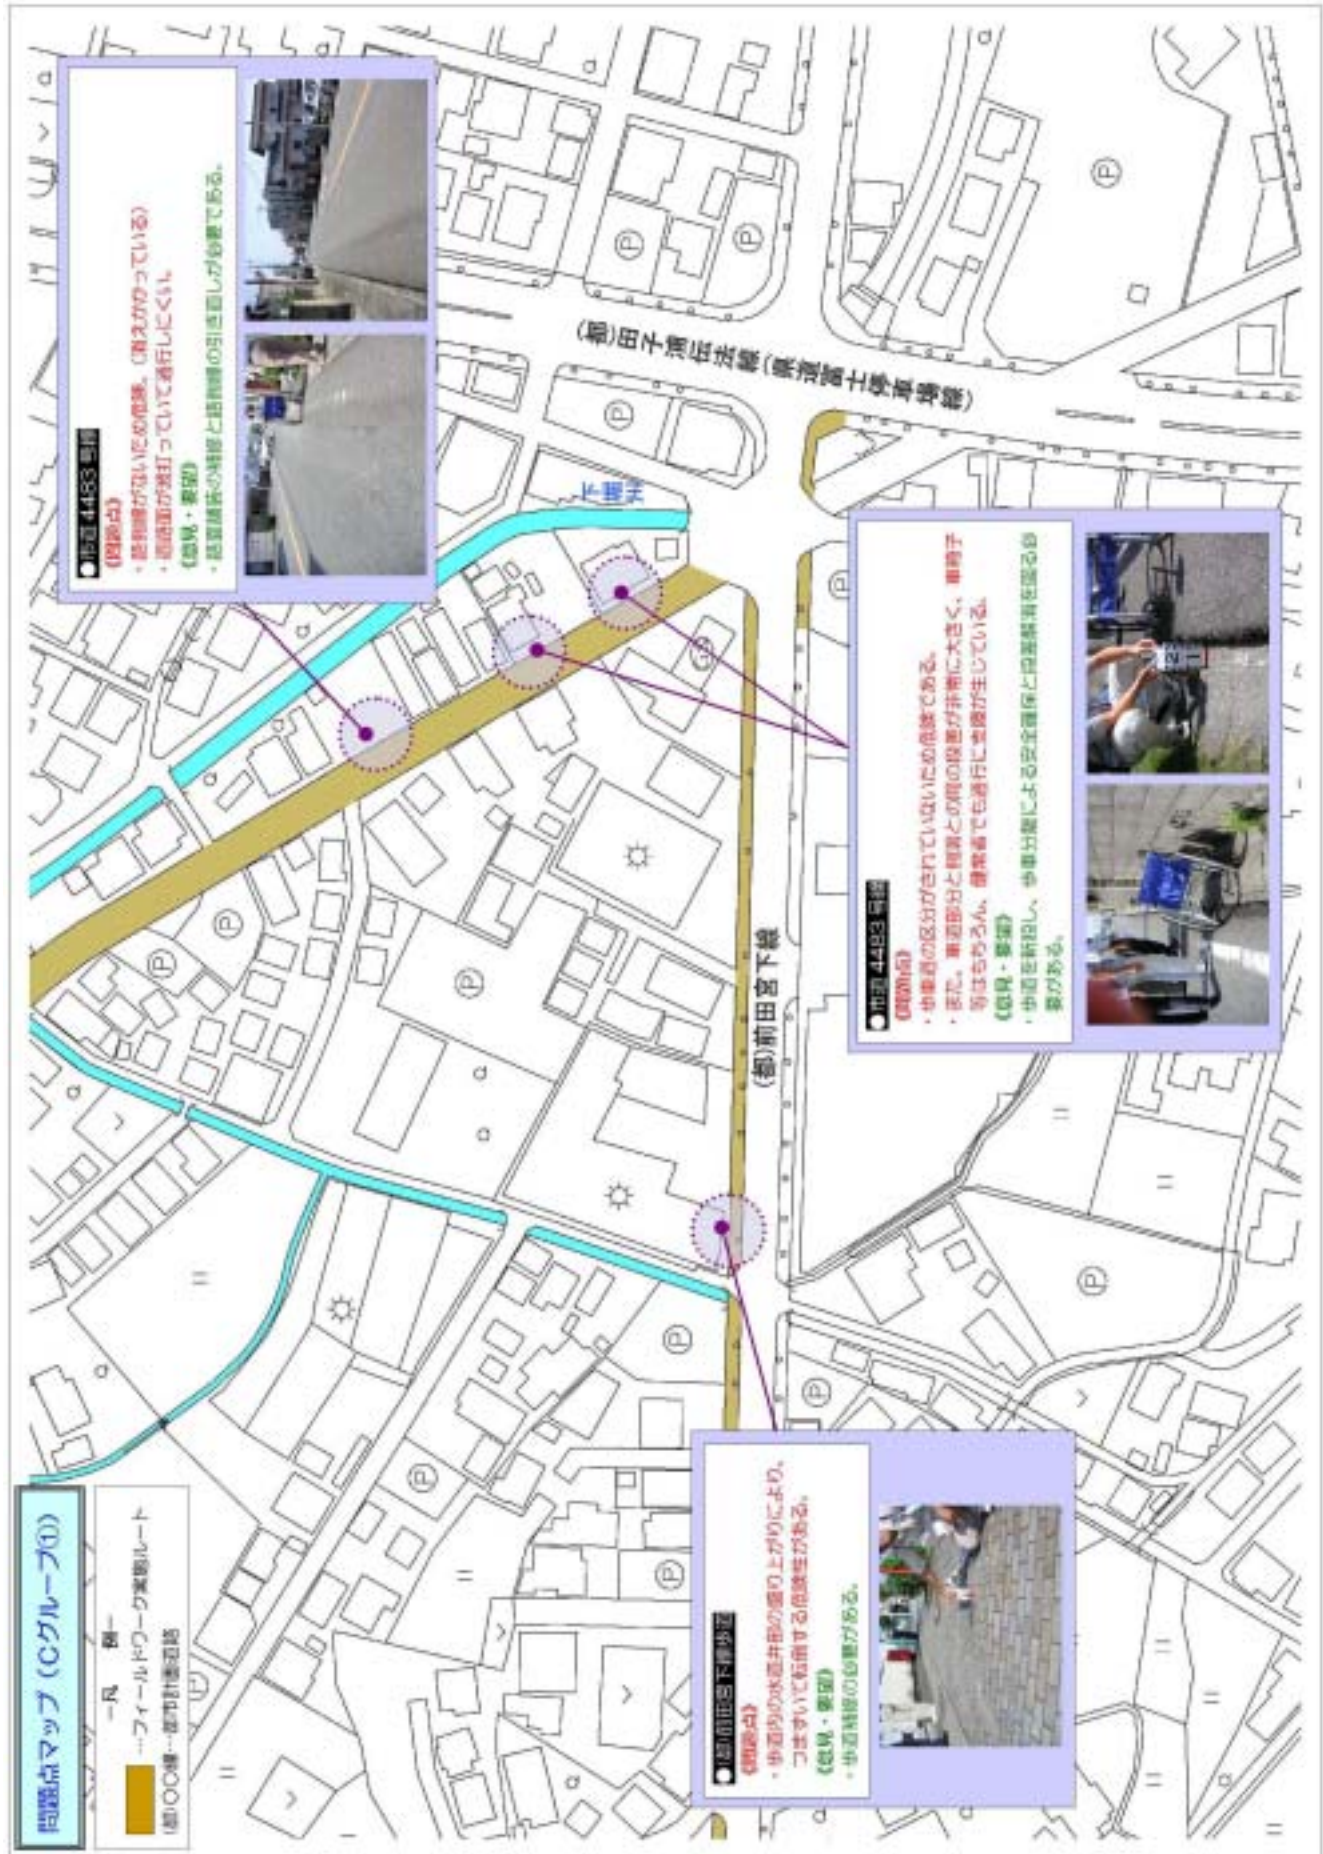 問題点マップ（Cグループ①）
―凡　例―
…フィールドワーク実施ルート
(都)〇〇線…都市計画道路
●市道 4483 号線
《問題点》
・路側線がないため危険。（消えかかっている）
・道路面が波打っていて通行しにくい。
《意見・要望》
・路面舗装の補修と路側線の引き直しが必要である。
(都)田子浦伝法線(県道富士停車場線)
下堀
(都)前田宮下線
●市道 4483 号線
《問題点》
・歩車道の区分がされていないため危険である。
・また、車道部分と側溝との間の段差が非常に大きく、車椅子
等はもちろん、健常者でも通行に支障が生じている。
《意見・要望》
・歩道を新設し、歩車分離による安全確保と段差解消を図る必
要がある。
●(都)前田宮下線歩道
《問題点》
・歩道内の水道井部の盛り上がりにより、
つまずいて転倒する危険性がある。
《意見・要望》
・歩道補修の必要がある。